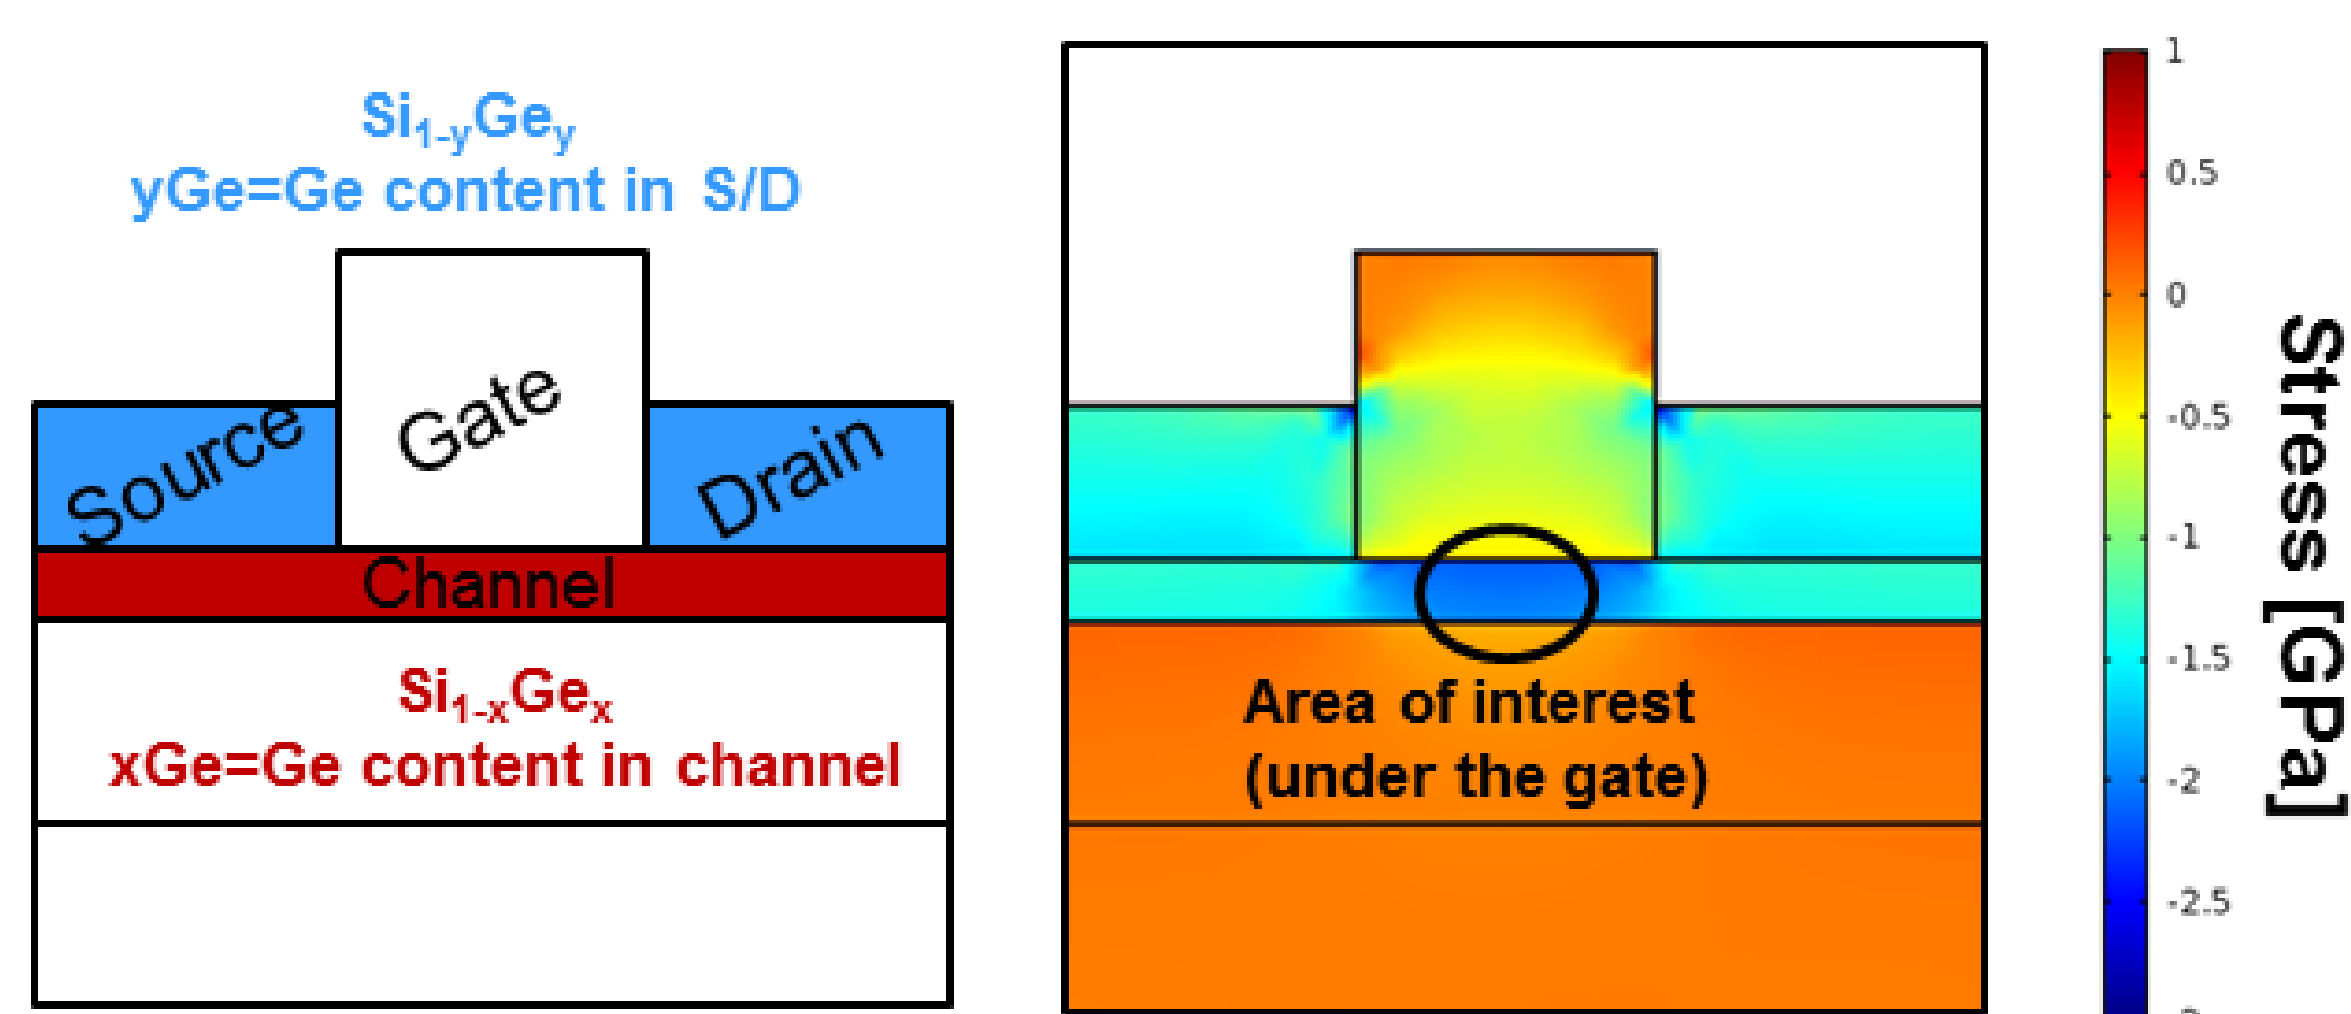 Si1-yGey
yGe=Ge content in S/D
Source
Gate
Drain
Channel
Si1-xGex
xGe=Ge content in channel
Area of interest
(under the gate)
1
0.5
0
-0.5
-1
-1.5
-2
-2.5
Stress [GPa]